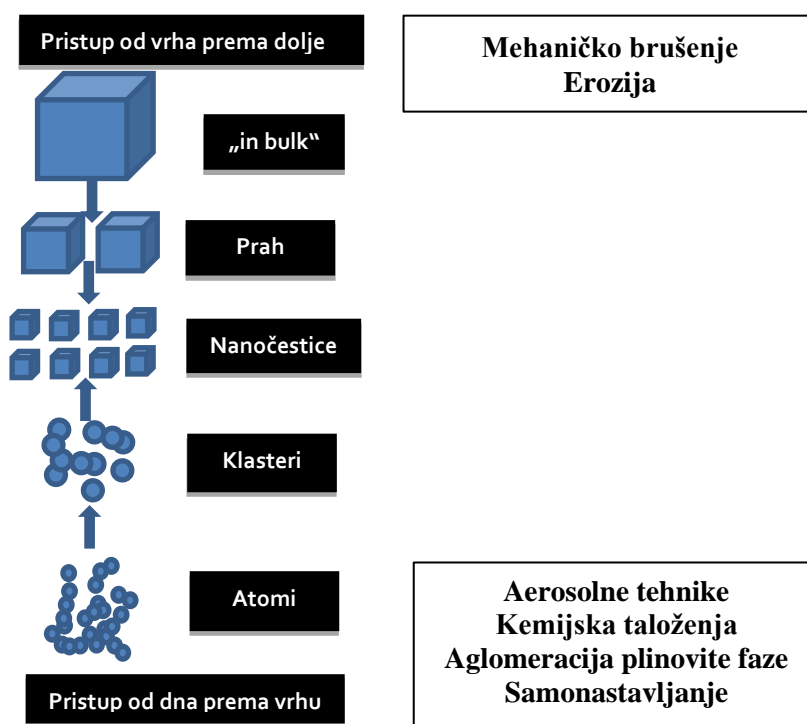 Pristup od vrha prema dolje
Mehaničko brušenje
Erozija
„in bulk“
Prah
Nanočestice
Klasteri
Atomi
Aerosolne tehnike
Kemijska taloženja
Aglomeracija plinovite faze
Samonastavljanje
Pristup od dna prema vrhu